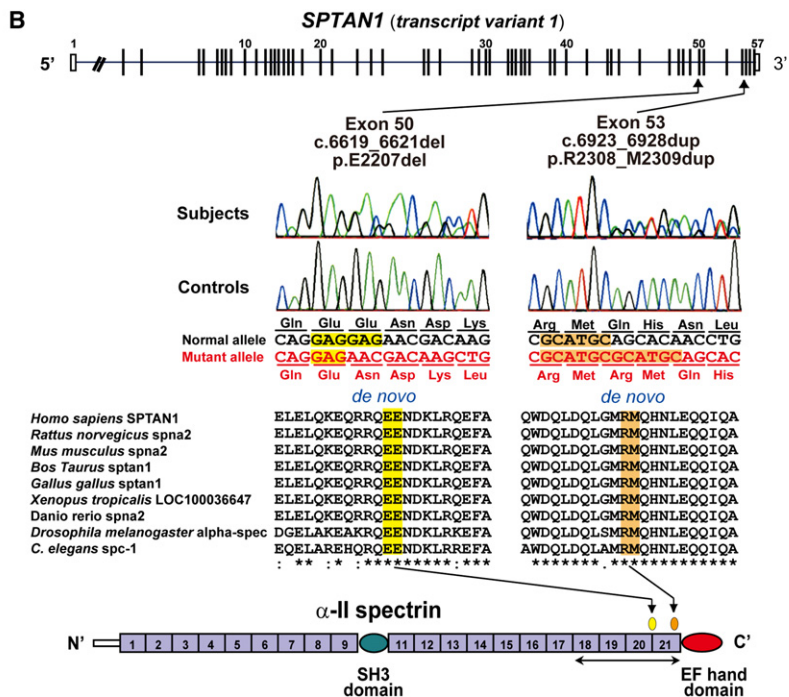 B
SPTAN1 (transcript variant 1)
1 10 20 30 40 50 57
5’ 3’
Exon 50
c.6619_6621del
p.E2207del
Exon 53
c.6923_6928dup
p.R2308_M2309dup
Subjects
Controls
Gln Glu Glu Asn Asp Lys Arg Met Gln His Asn Leu
Normal allele CAGGAGGAGAACGACAAG CGCATGCAGCACAACCTG
Mutant allele CAGGAGAACGACAAGCTG CGCATGCGCATGCAGCAC
Gln Glu Asn Asp Lys Leu Arg Met Arg Met Gln His
de novo de novo
Homo sapiens SPTAN1 ELELQKEQRRQEENDKLRQEFA QWDQLDQLGMRMQHNLEQQIQA
Rattus norvegicus spna2 ELELQKEQRRQEENDKLRQEFA QWDQLDQLGMRMQHNLEQQIQA
Mus musculus spna2 ELELQKEQRRQEENDKLRQEFA QWDQLDQLGMRMQHNLEQQIQA
Bos Taurus sptan1 ELELQKEQRRQEENDKLRQEFA QWDQLDQLGMRMQHNLEQQIQA
Gallus gallus sptan1 ELELQKEQRRQEENDKLRQEFA QWDQLDQLGMRMQHNLEQQIQA
Xenopus tropicalis LOC100036647 ELELQKEQRRQEENDKLRQEFA QWDQLDQLGMRMQHNLEQQIQA
Danio rerio spna2 ELELQKEQRRQEENDKLRQEFA QWDQLDQLGMRMQHNLEQQIQA
Drosophila melanogaster alpha-spec DGELAKEAKRQEENDKLRKEFA QWDQLDQLGMRMQHNLEQQIQA
C. elegans spc-1 EQELAREHQRQEENDKLRREFA AWDQLDQLAMRMQHNLEQQIQA
: ** :* :********:*** ********.*************
α-II spectrin
N’ 1 2 3 4 5 6 7 8 9 11 12 13 14 15 16 17 18 19 20 21 C’
SH3
domain
EF hand
domain